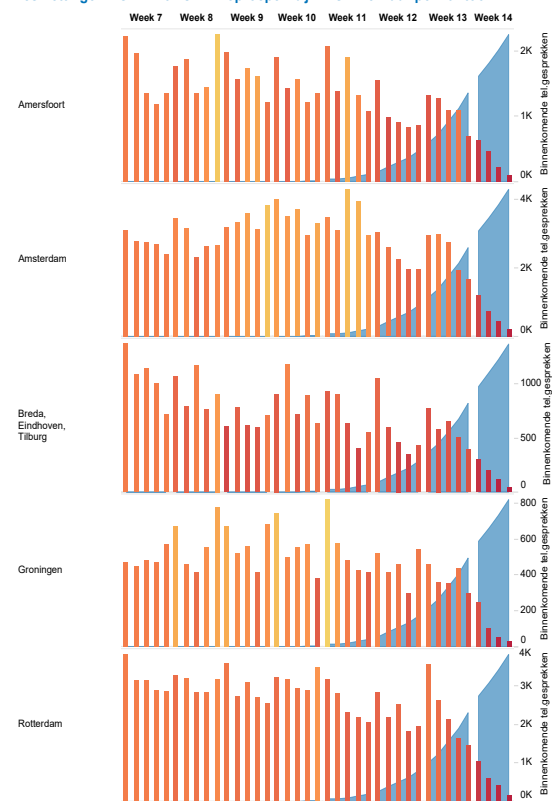 Week 7 Week 8 Week 9 Week 10 Week 11 Week 12 Week 13 Week 14
Amersfoort
2K
1K
0K
Binnenkomende tel.gesprekken
Amsterdam
4K
2K
0K
Binnenkomende tel.gesprekken
Breda,
Eindhoven,
Tilburg
1000
500
0
Binnenkomende tel.gesprekken
Groningen
800
600
400
200
0
Binnenkomende tel.gesprekken
Rotterdam
4K
3K
2K
1K
0K
Binnenkomende tel.gesprekken